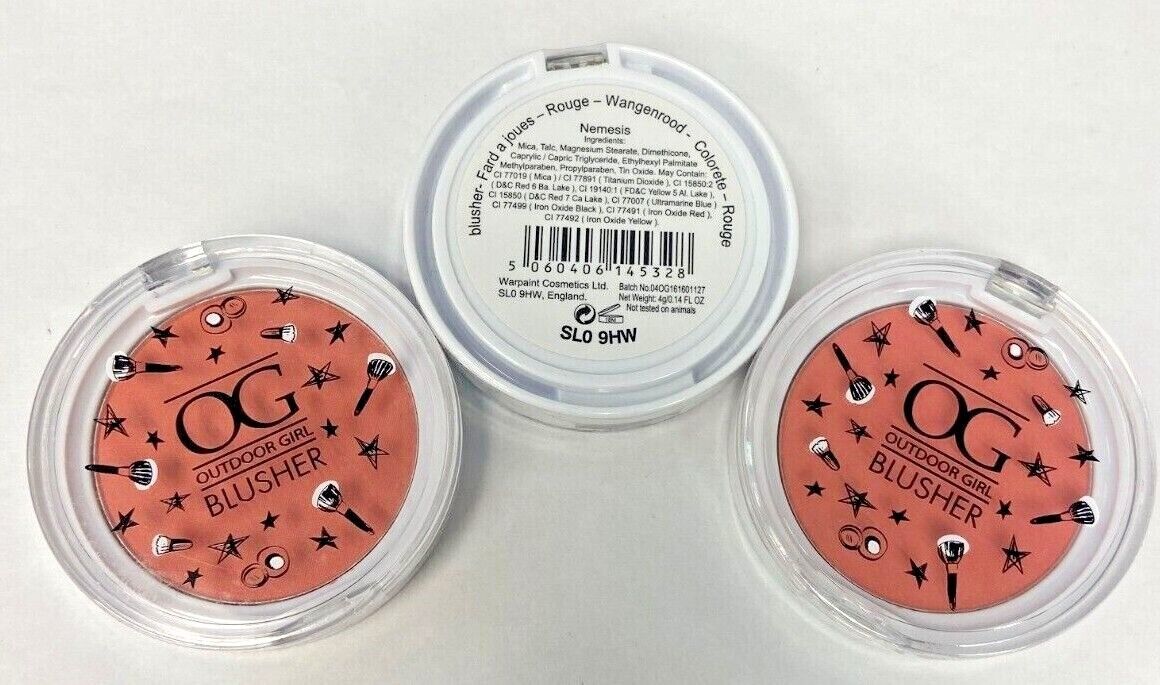 blusher- Fard a joues – Rouge – Wangenrood - Colorete – Rouge
Nemesis
Ingredients:
Mica, Talc, Magnesium Stearate, Dimethicone,
Caprylic / Capric Triglyceride, Ethylhexyl Palmitate
Methylparaben, Propylparaben, Tin Oxide. May Contain:
CI 77019 ( Mica ) / CI 77891 ( Titanium Dioxide ), CI 15850:2
( D&C Red 6 Ba. Lake ), CI 19140:1 ( FD&C Yellow 5 Al. Lake ),
CI 15850 ( D&C Red 7 Ca Lake ), CI 77007 ( Ultramarine Blue )
CI 77499 ( Iron Oxide Black ), CI 77491 ( Iron Oxide Red ),
CI 77492 ( Iron Oxide Yellow ).
5 060406 145328
Warpaint Cosmetics Ltd.
SL0 9HW, England.
Batch No.04OG161601127
Net Weight: 4g/0.14 FL OZ
Not tested on animals
SL0 9HW
OG
OUTDOOR GIRL
BLUSHER
OG
OUTDOOR GIRL
BLUSHER